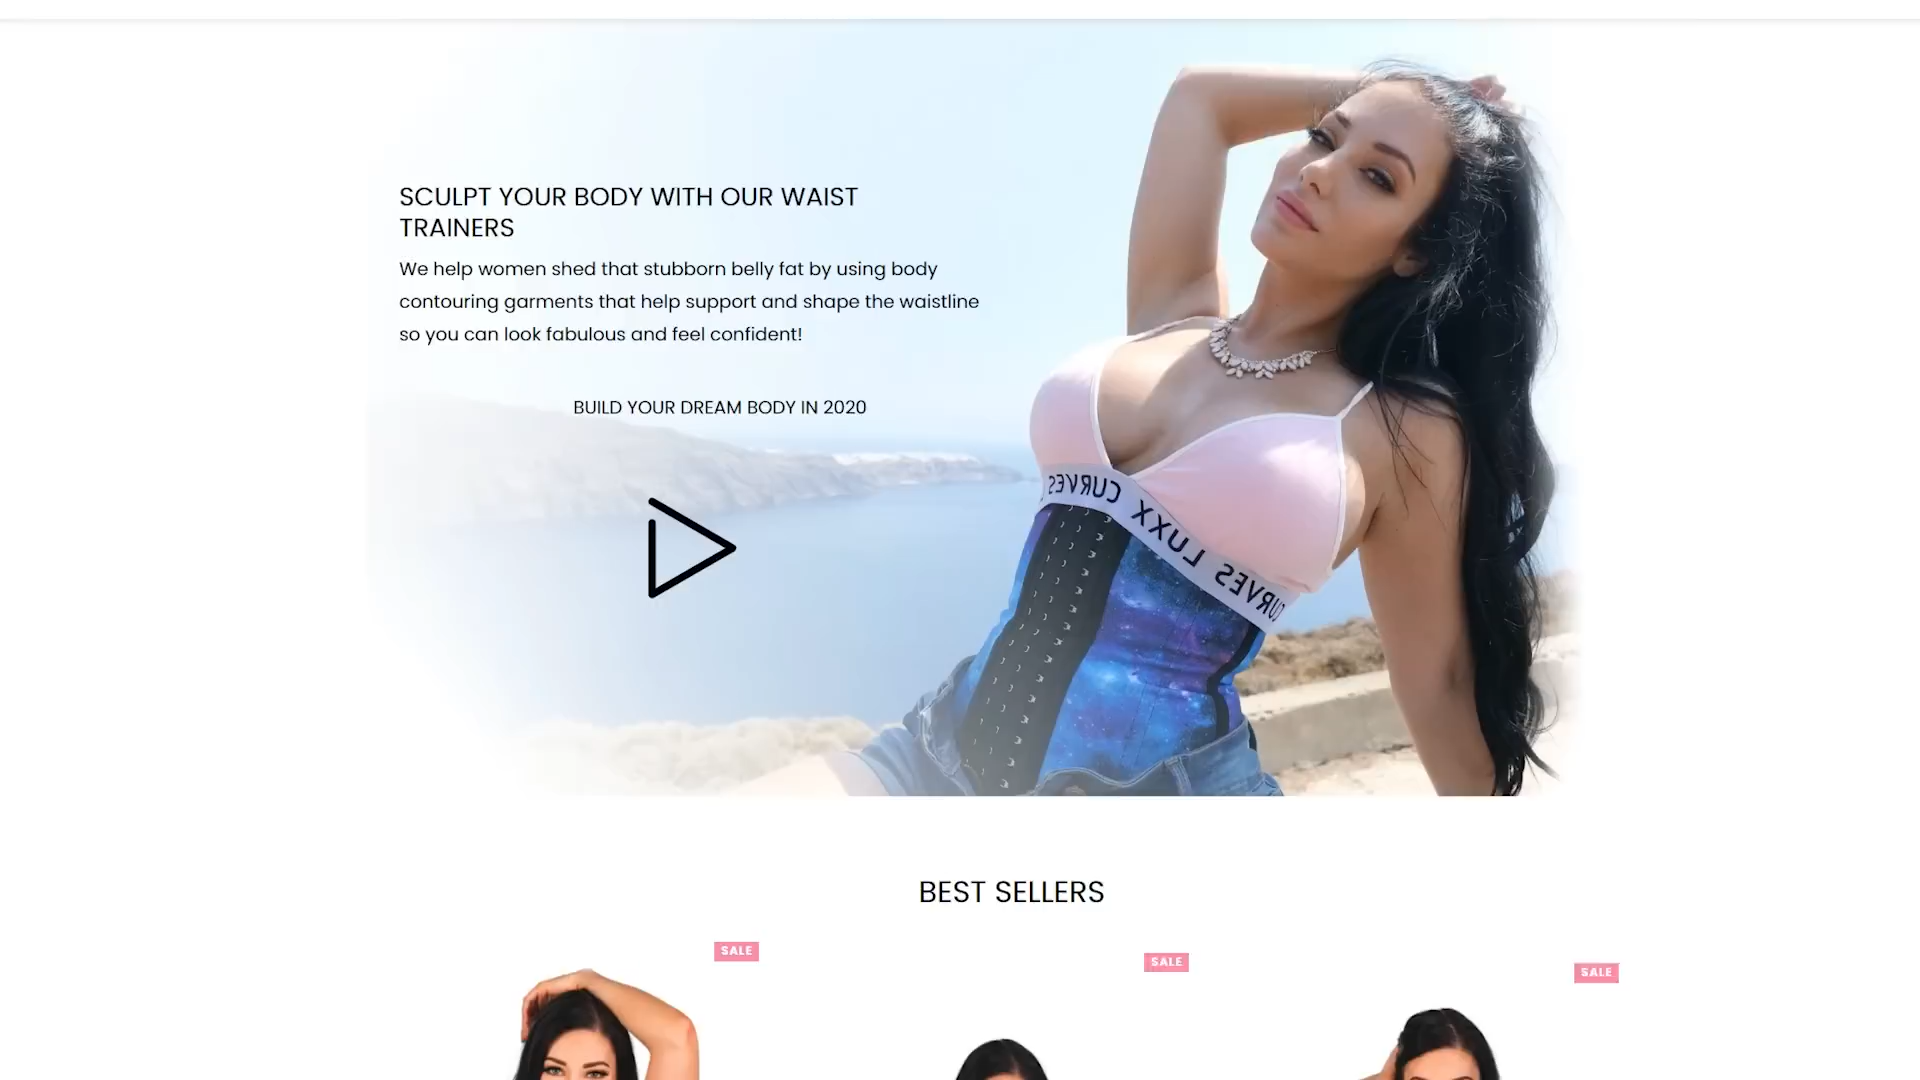 SCULPT YOUR BODY WITH OUR WAIST
TRAINERS
We help women shed that stubborn belly fat by using body
contouring garments that help support and shape the waistline
so you can look fabulous and feel confident!
BUILD YOUR DREAM BODY IN 2020
CURVES LUXX CURVES
BEST SELLERS
SALE
SALE
SALE